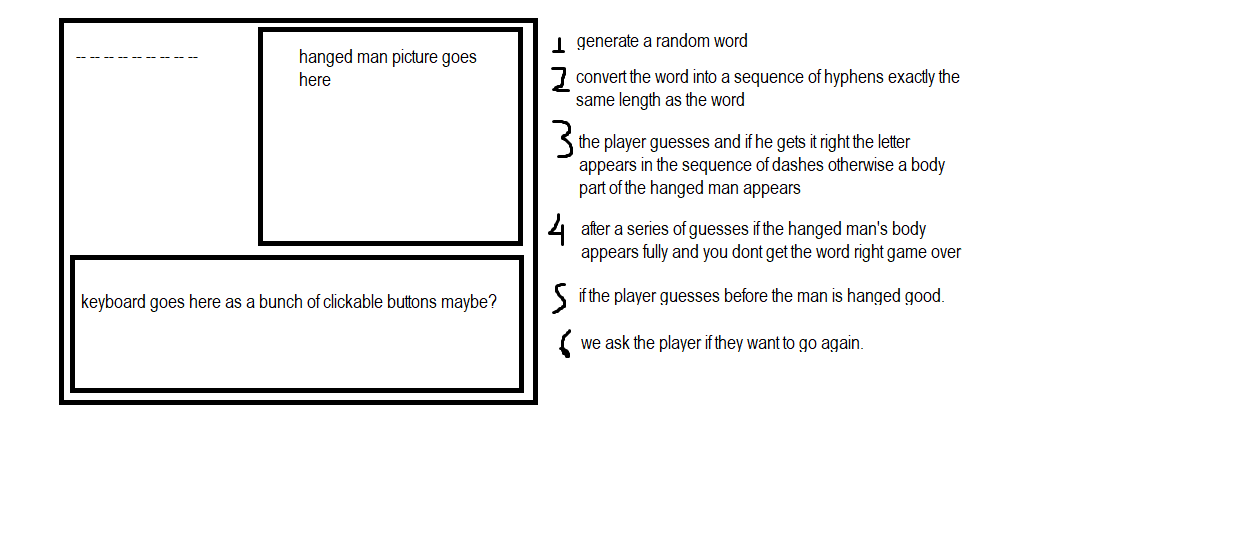 _ _ _ _ _ _ _ _ _
hanged man picture goes
here
keyboard goes here as a bunch of clickable buttons maybe?
1 generate a random word
2 convert the word into a sequence of hyphens exactly the
same length as the word
3 the player guesses and if he gets it right the letter
appears in the sequence of dashes otherwise a body
part of the hanged man appears
4 after a series of guesses if the hanged man's body
appears fully and you dont get the word right game over
5 if the player guesses before the man is hanged good.
6 we ask the player if they want to go again.